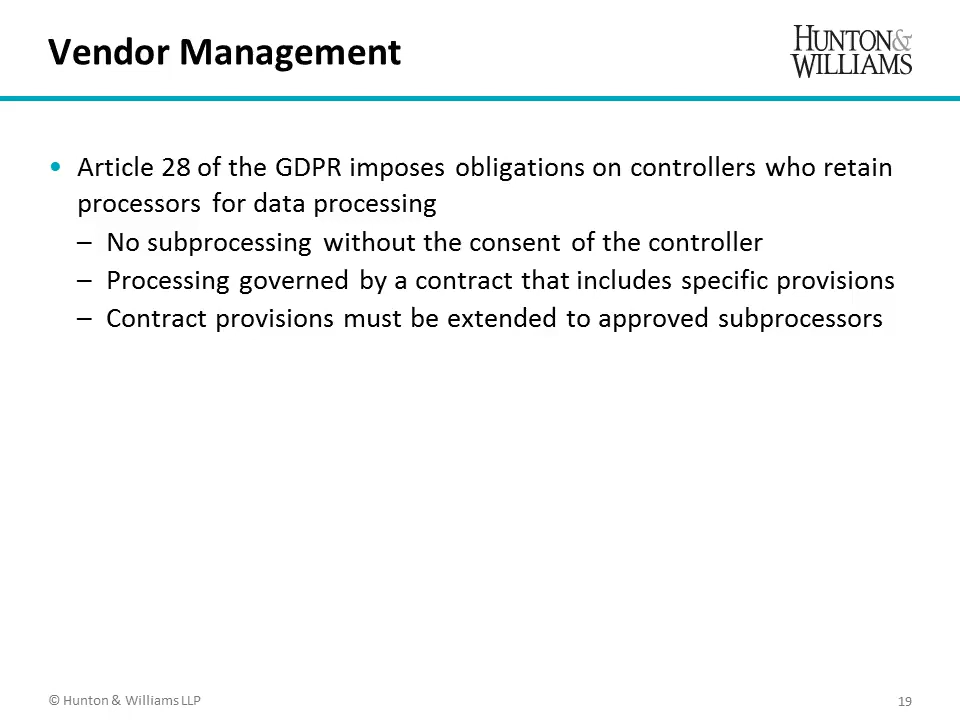 Vendor Management
HUNTON&
WILLIAMS
• Article 28 of the GDPR imposes obligations on controllers who retain
processors for data processing
– No subprocessing without the consent of the controller
– Processing governed by a contract that includes specific provisions
– Contract provisions must be extended to approved subprocessors
© Hunton & Williams LLP
19